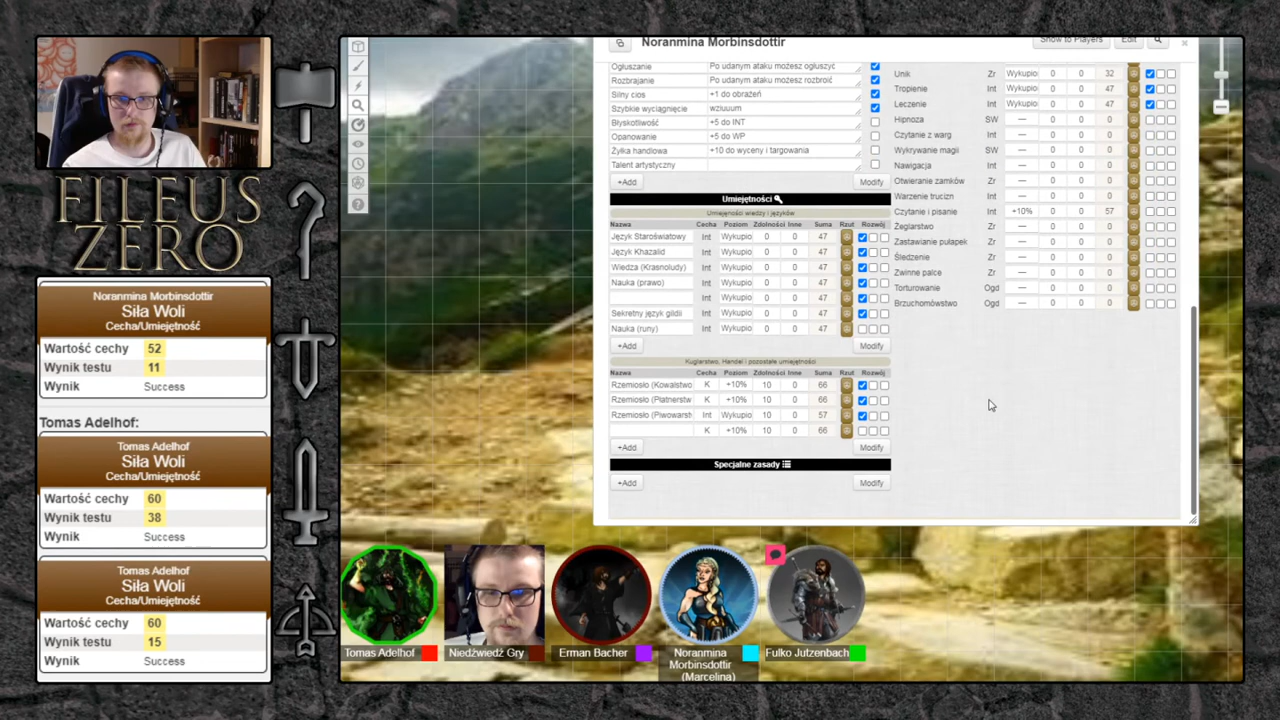 FILEUS
ZERO
Noranmina Morbinsdottir
Siła Woli
Cecha/Umiejętność
Wartość cechy 52
Wynik testu 11
Wynik Success
Tomas Adelhof:
Tomas Adelhof
Siła Woli
Cecha/Umiejętność
Wartość cechy 60
Wynik testu 38
Wynik Success
Tomas Adelhof
Siła Woli
Cecha/Umiejętność
Wartość cechy 60
Wynik testu 15
Wynik Success
Noranmina Morbinsdottir
Show to Players Edit
Ogłuszanie Po udanym ataku możesz ogłuszyć
Rozbrajanie Po udanym ataku możesz rozbroić
Silny cios +1 do obrażeń
Szybkie wyciągnięcie wziuuum
Błyskotliwość +5 do INT
Opanowanie +5 do WP
Żyłka handlowa +10 do wyceny i targowania
Talent artystyczny
+Add Modify
Umiejętności
Umiejęności wiedzy i języków
Nazwa Cecha Poziom Zdolności Inne Suma Rzut Rozwój
Język Staroświatowy Int Wykupio 0 0 47
Język Khazalid Int Wykupio 0 0 47
Wiedza (Krasnoludy) Int Wykupio 0 0 47
Nauka (prawo) Int Wykupio 0 0 47
Int Wykupio 0 0 47
Sekretny język gildii Int Wykupio 0 0 47
Nauka (runy) Int Wykupio 0 0 47
+Add Modify
Kuglarstwo, Handel i pozostałe umiejętności
Nazwa Cecha Poziom Zdolności Inne Suma Rzut Rozwój
Rzemiosło (Kowalstwo K +10% 10 0 66
Rzemiosło (Płatnerstw K +10% 10 0 66
Rzemiosło (Piwowarst Int Wykupio 10 0 57
K +10% 10 0 66
+Add Modify
Specjalne zasady
+Add Modify
Unik Zr Wykupio 0 0 32
Tropienie Int Wykupio 0 0 47
Leczenie Int Wykupio 0 0 47
Hipnoza SW — 0 0 0
Czytanie z warg Int — 0 0 0
Wykrywanie magii SW — 0 0 0
Nawigacja Int — 0 0 0
Otwieranie zamków Zr — 0 0 0
Warzenie trucizn Int — 0 0 0
Czytanie i pisanie Int +10% 0 0 57
Żeglarstwo Zr — 0 0 0
Zastawianie pułapek Zr — 0 0 0
Śledzenie Zr — 0 0 0
Zwinne palce Zr — 0 0 0
Torturowanie Ogd — 0 0 0
Brzuchomówstwo Ogd — 0 0 0
Tomas Adelhof
Niedźwiedź Gry
Erman Bacher
Noranmina
Morbinsdottir
(Marcelina)
Fulko Jutzenbach